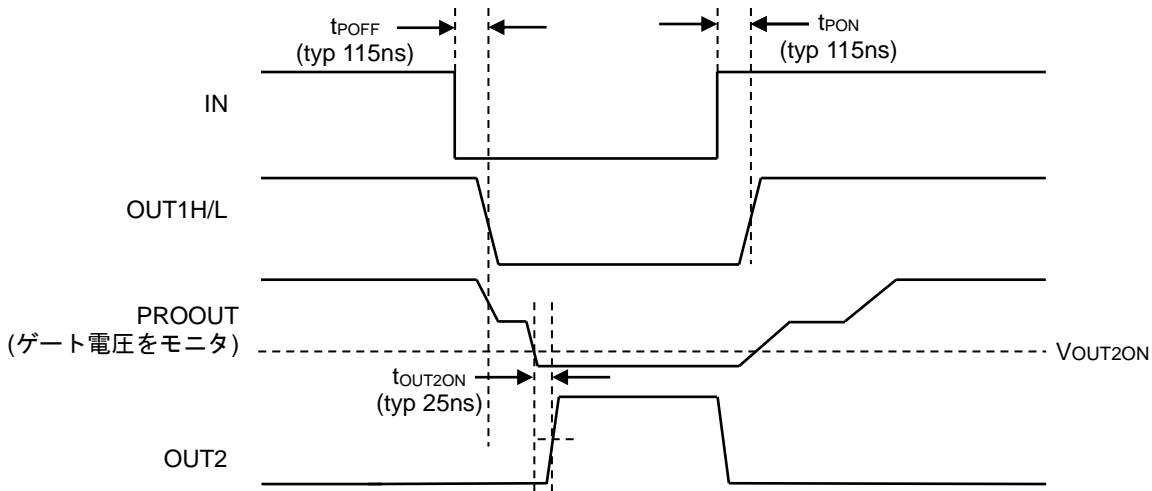 tPOFF
(typ 115ns)
tPON
(typ 115ns)
IN
OUT1H/L
PROOUT
(ゲート電圧をモニタ)
VOUT2ON
tOUT2ON
(typ 25ns)
OUT2